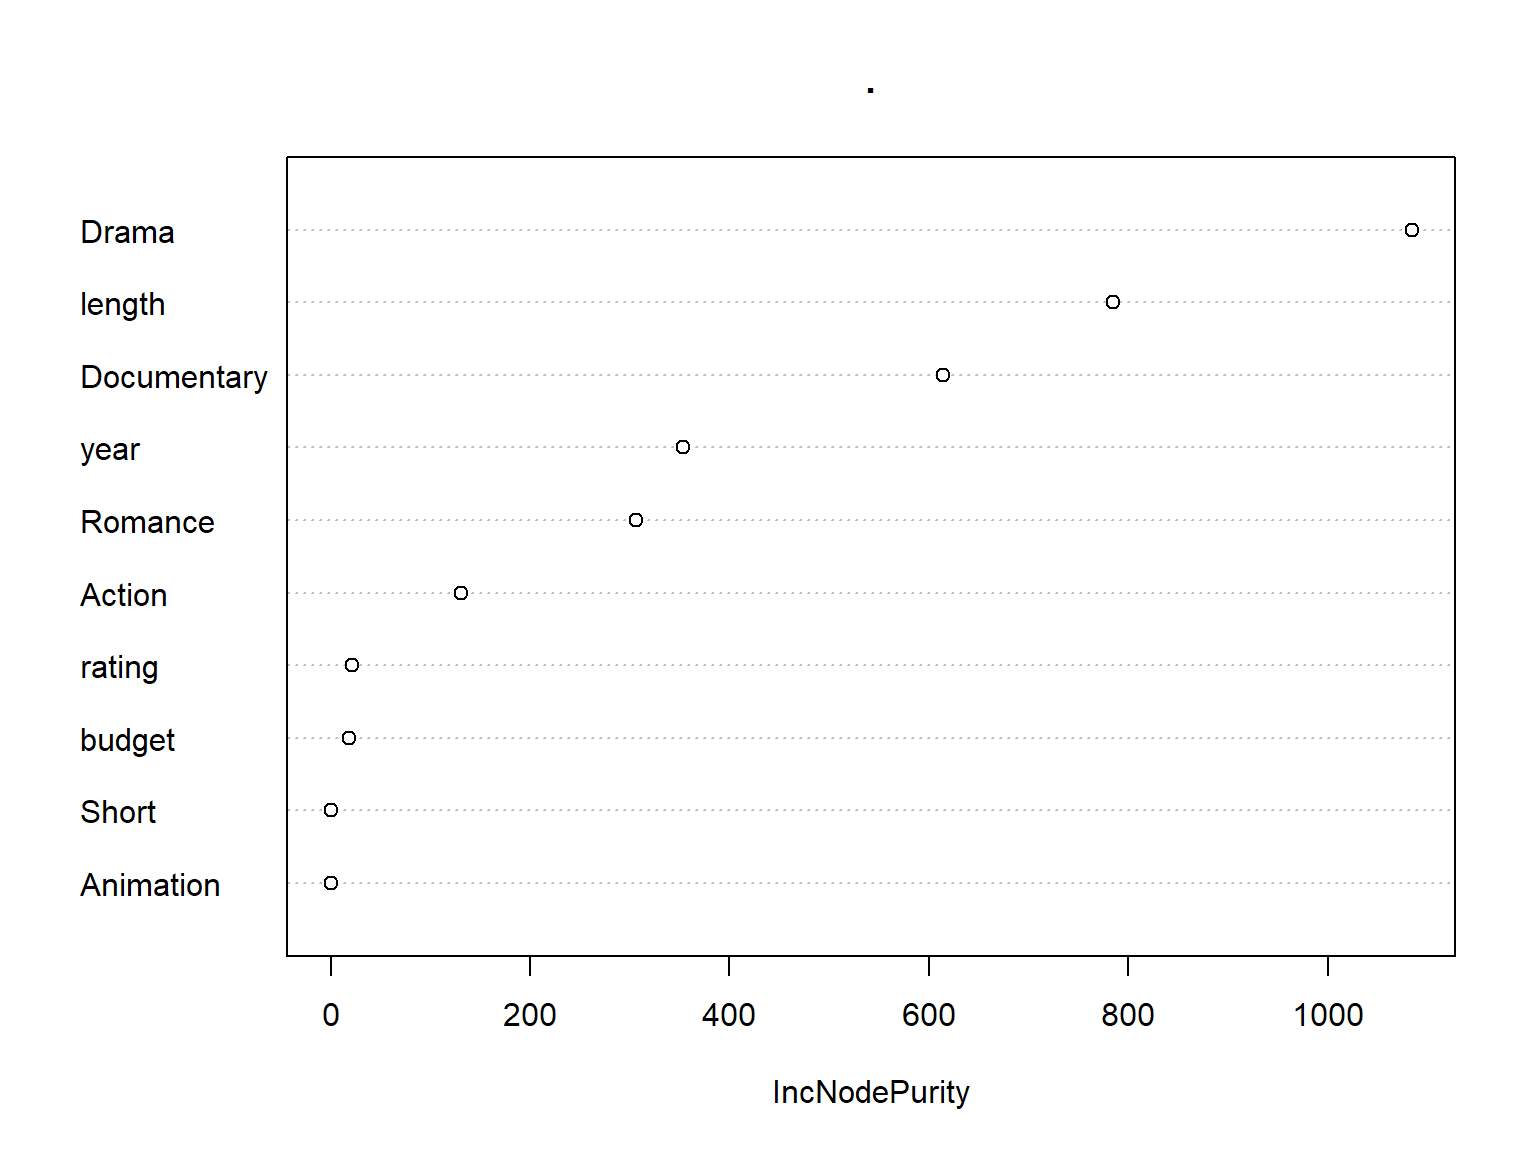 .
Drama
length
Documentary
year
Romance
Action
rating
budget
Short
Animation
0 200 400 600 800 1000
IncNodePurity